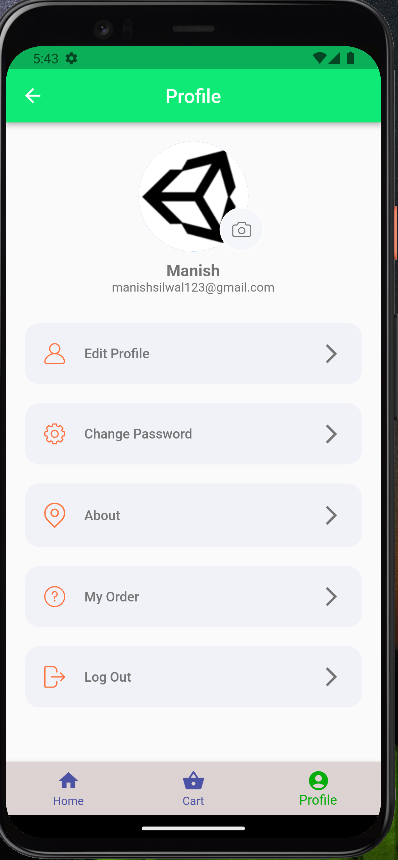 5:43
Profile
Manish
manishsilwal123@gmail.com
Edit Profile
Change Password
About
My Order
Log Out
Home Cart Profile